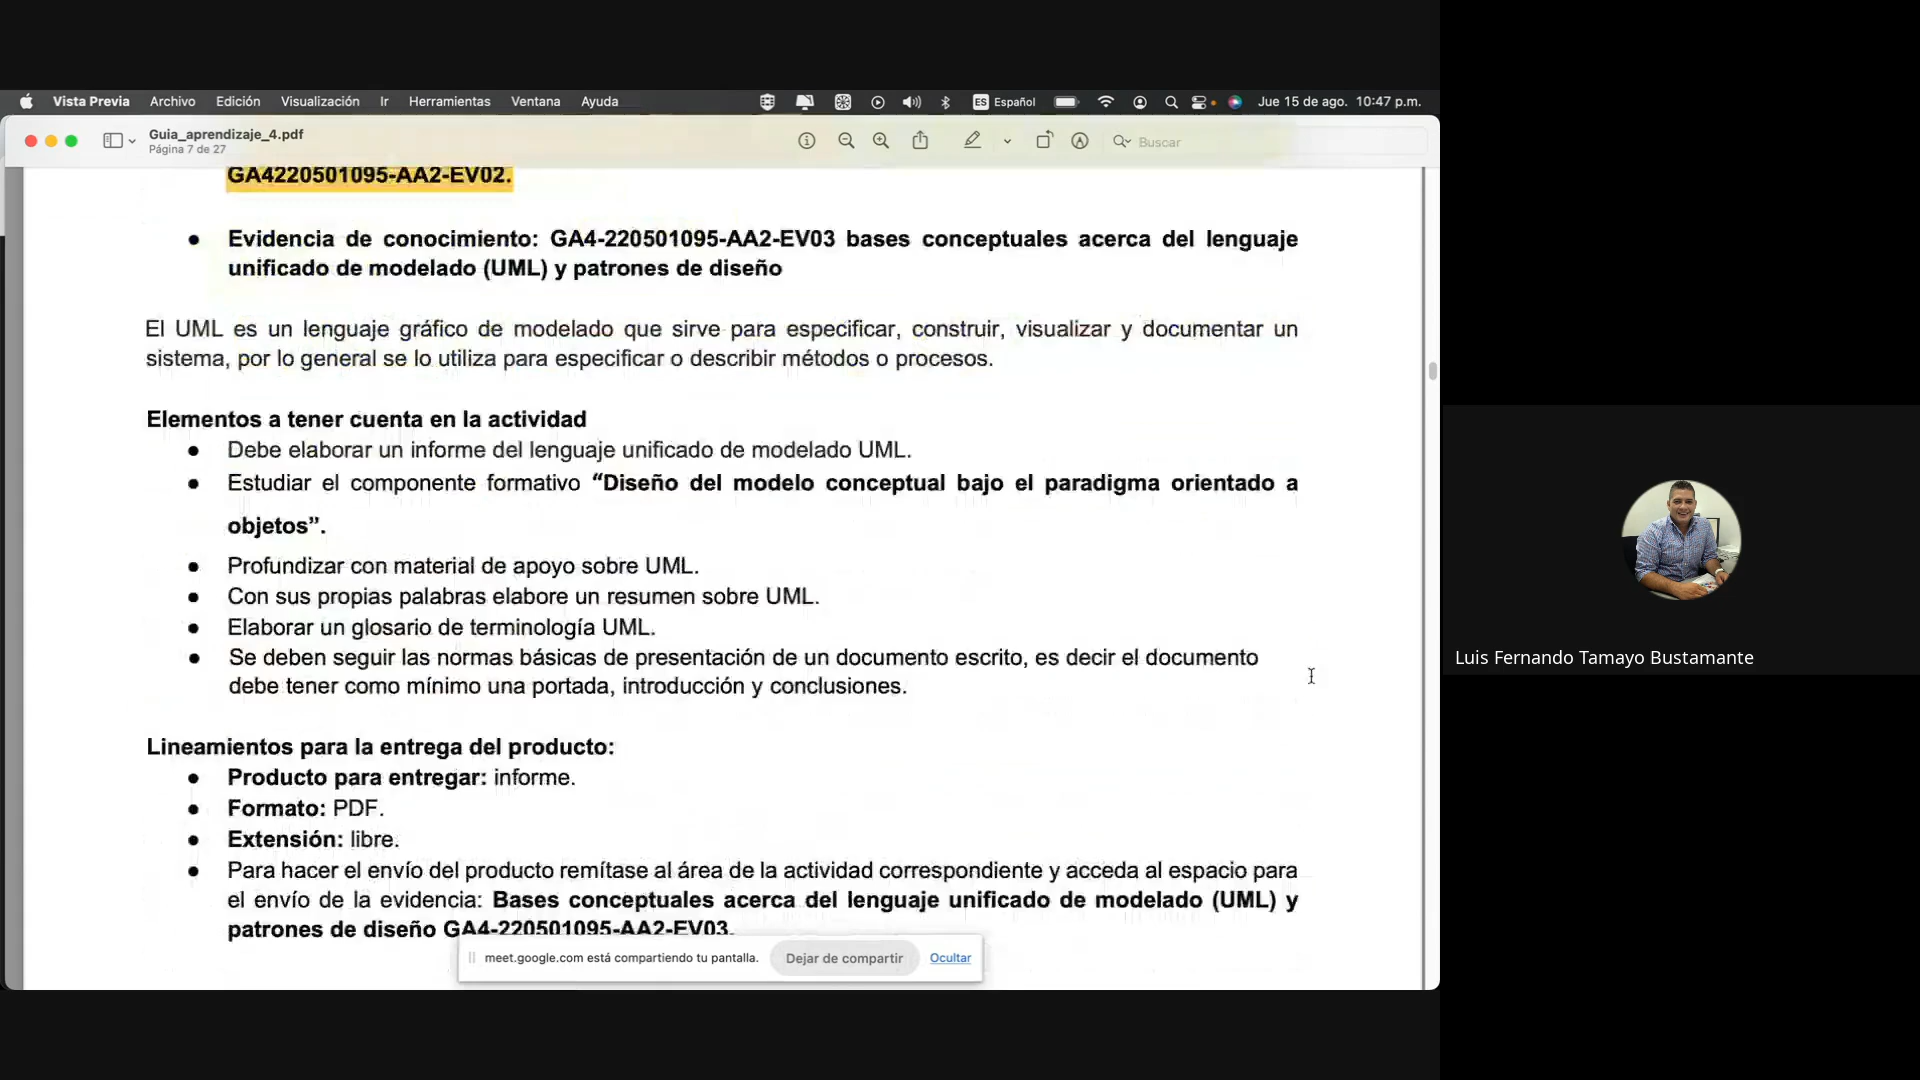 Vista Previa Archivo Edición Visualización Ir Herramientas Ventana Ayuda ES Español Jue 15 de ago. 10:47 p.m.
Guia_aprendizaje_4.pdf
Página 7 de 27
Buscar
GA4220501095-AA2-EV02.
● Evidencia de conocimiento: GA4-220501095-AA2-EV03 bases conceptuales acerca del lenguaje
unificado de modelado (UML) y patrones de diseño
El UML es un lenguaje gráfico de modelado que sirve para especificar, construir, visualizar y documentar un
sistema, por lo general se lo utiliza para especificar o describir métodos o procesos.
Elementos a tener cuenta en la actividad
● Debe elaborar un informe del lenguaje unificado de modelado UML.
● Estudiar el componente formativo “Diseño del modelo conceptual bajo el paradigma orientado a
objetos”.
● Profundizar con material de apoyo sobre UML.
● Con sus propias palabras elabore un resumen sobre UML.
● Elaborar un glosario de terminología UML.
● Se deben seguir las normas básicas de presentación de un documento escrito, es decir el documento
debe tener como mínimo una portada, introducción y conclusiones.
Lineamientos para la entrega del producto:
● Producto para entregar: informe.
● Formato: PDF.
● Extensión: libre.
● Para hacer el envío del producto remítase al área de la actividad correspondiente y acceda al espacio para
el envío de la evidencia: Bases conceptuales acerca del lenguaje unificado de modelado (UML) y
patrones de diseño GA4-220501095-AA2-EV03.
meet.google.com está compartiendo tu pantalla. Dejar de compartir Ocultar
Luis Fernando Tamayo Bustamante